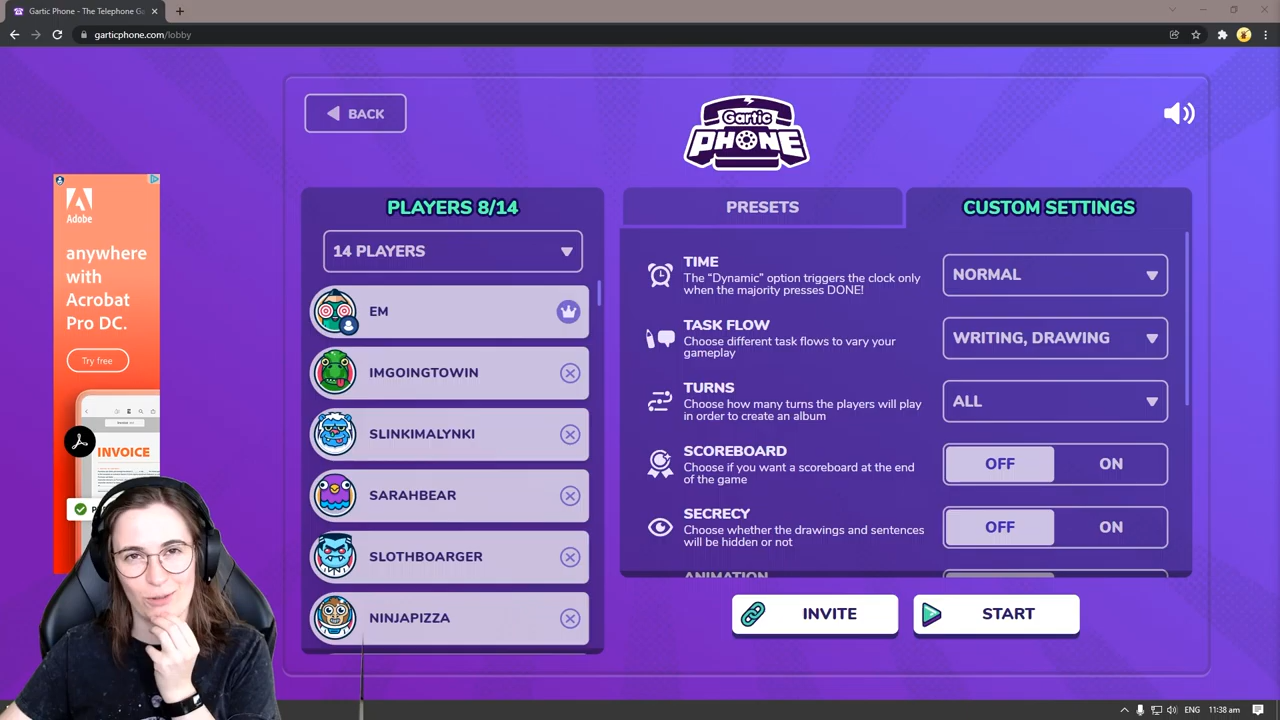 Gartic Phone - The Telephone Ga
garticphone.com/lobby
BACK
Gartic
PHONE
PLAYERS 8/14
14 PLAYERS
EM
IMGOINGTOWIN
SLINKIMALYNKI
SARAHBEAR
SLOTHBOARGER
NINJAPIZZA
PRESETS
CUSTOM SETTINGS
TIME
The “Dynamic” option triggers the clock only
when the majority presses DONE!
NORMAL
TASK FLOW
Choose different task flows to vary your
gameplay
WRITING, DRAWING
TURNS
Choose how many turns the players will play
in order to create an album
ALL
SCOREBOARD
Choose if you want a scoreboard at the end
of the game
OFF ON
SECRECY
Choose whether the drawings and sentences
will be hidden or not
OFF ON
ANIMATION
INVITE
START
Adobe
anywhere
with
Acrobat
Pro DC.
Try free
INVOICE
ENG 11:38 am